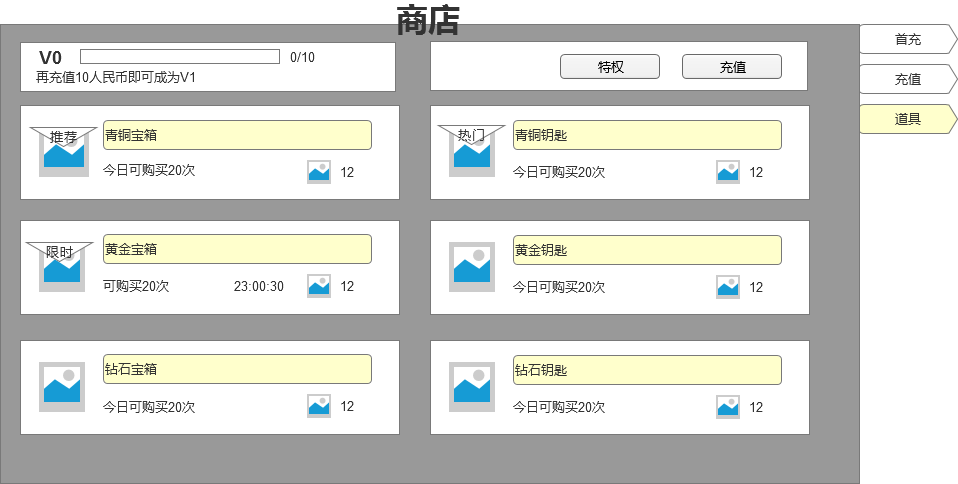 商店
V0 0/10
再充值10人民币即可成为V1
特权 充值
首充
充值
道具
推荐 青铜宝箱
今日可购买20次 12
热门 青铜钥匙
今日可购买20次 12
限时 黄金宝箱
可购买20次 23:00:30 12
黄金钥匙
今日可购买20次 12
钻石宝箱
今日可购买20次 12
钻石钥匙
今日可购买20次 12